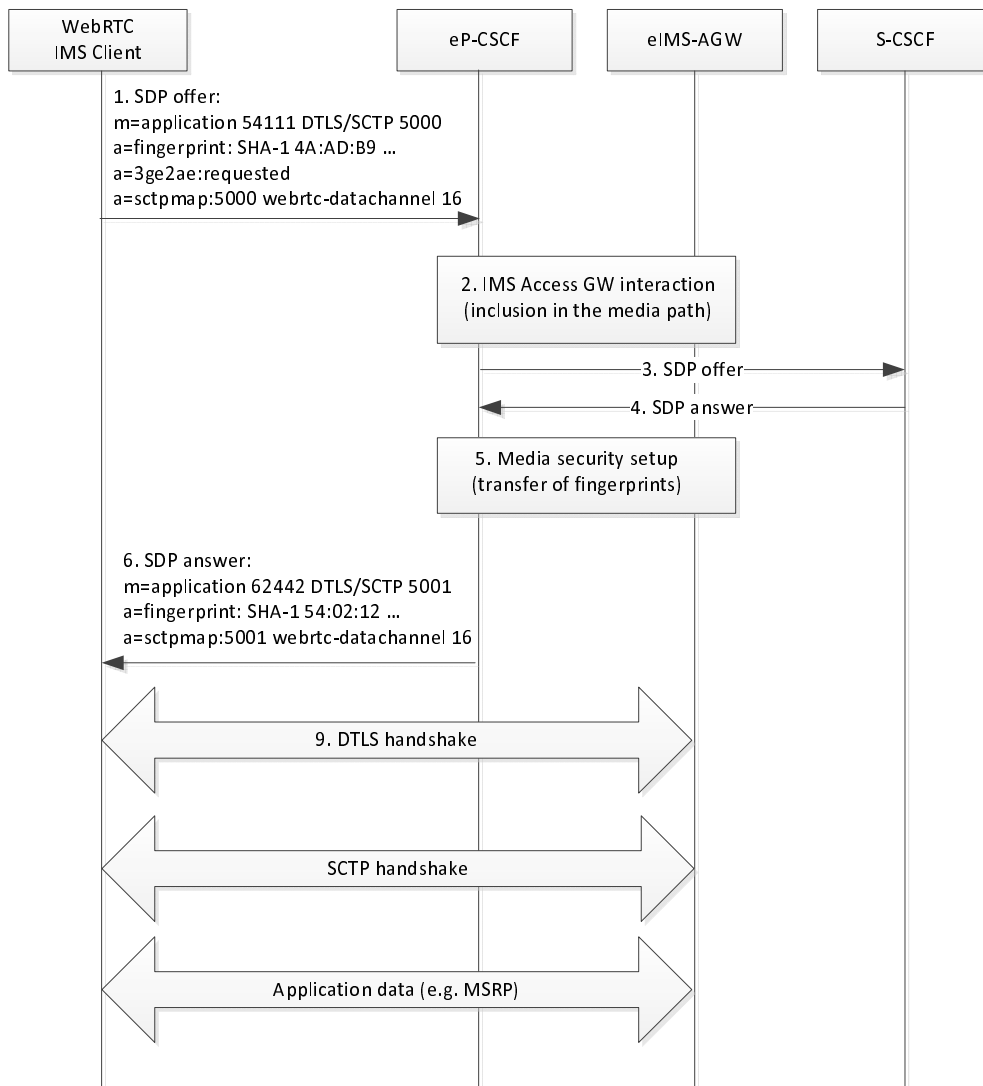 WebRTC
IMS Client
eP-CSCF
eIMS-AGW
S-CSCF
1. SDP offer:
m=application 54111 DTLS/SCTP 5000
a=fingerprint: SHA-1 4A:AD:B9 ...
a=3ge2ae:requested
a=sctpmap:5000 webrtc-datachannel 16
2. IMS Access GW interaction
(inclusion in the media path)
3. SDP offer
4. SDP answer
5. Media security setup
(transfer of fingerprints)
6. SDP answer:
m=application 62442 DTLS/SCTP 5001
a=fingerprint: SHA-1 54:02:12 ...
a=sctpmap:5001 webrtc-datachannel 16
9. DTLS handshake
SCTP handshake
Application data (e.g. MSRP)